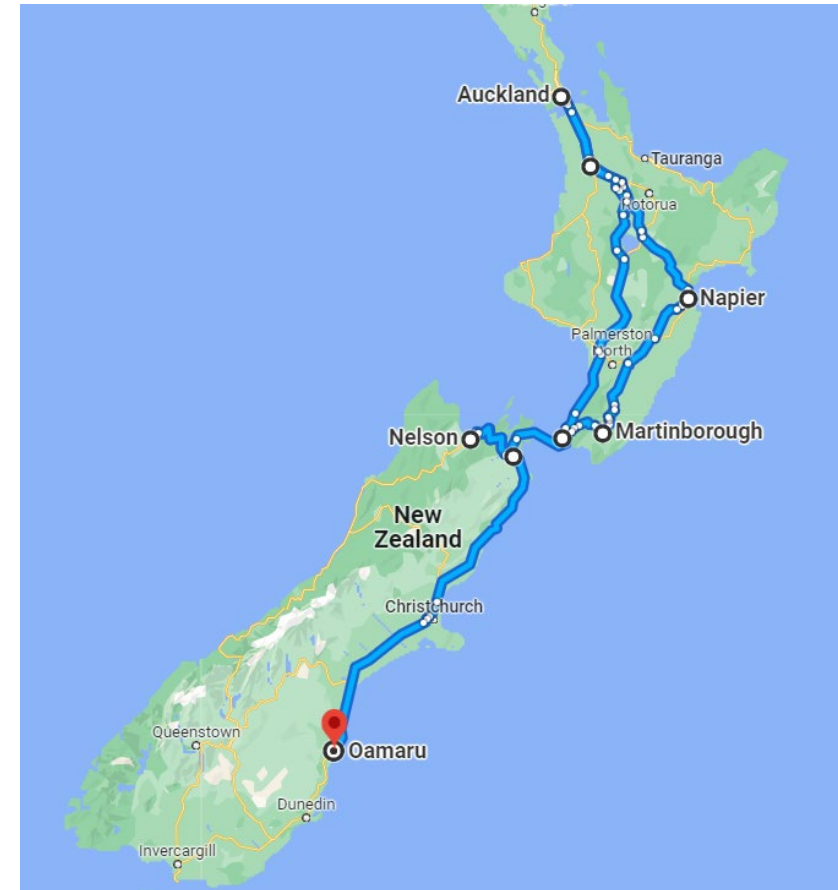 Auckland
Tauranga
Rotorua
Napier
Palmerston
North
Martinborough
Nelson
New
Zealand
Christchurch
Queenstown
Oamaru
Dunedin
Invercargill